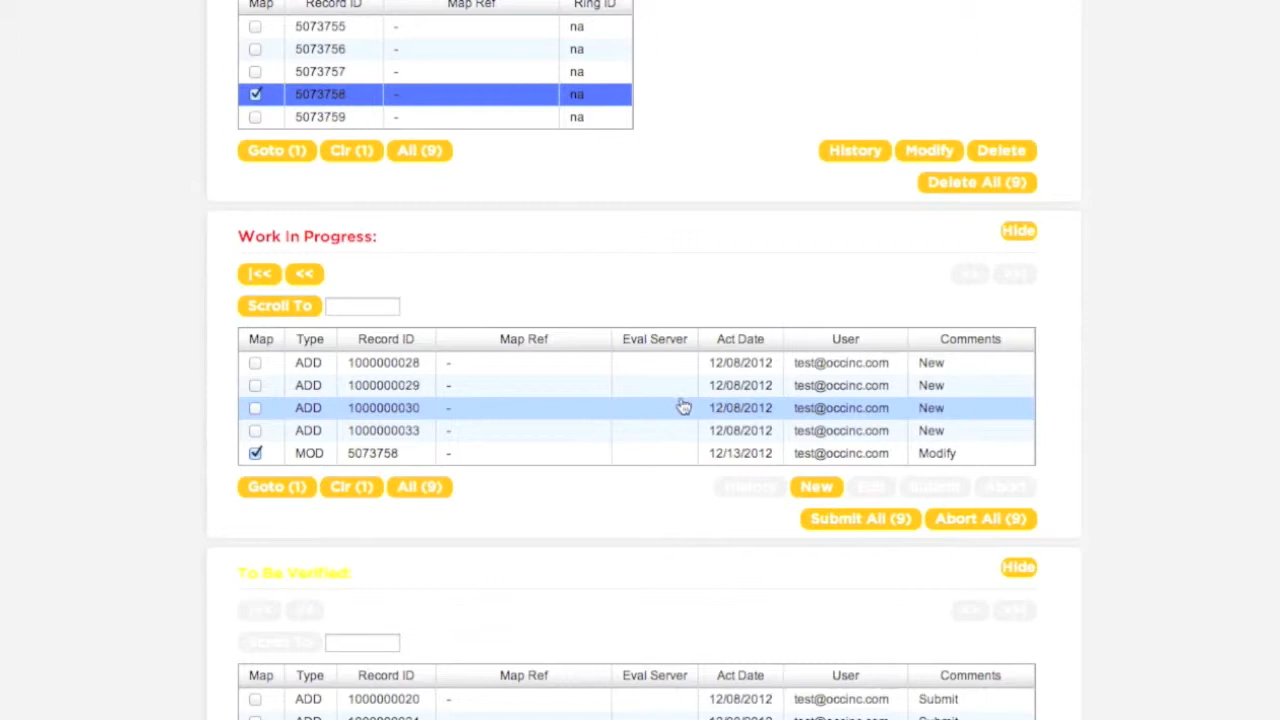 Map Record ID Map Ref Ring ID
5073755 - na
5073756 - na
5073757 - na
5073758 - na
5073759 - na
Goto (1) Clr (1) All (9) History Modify Delete
Delete All (9)
Work In Progress: Hide
|<< << >> >>|
Scroll To
Map Type Record ID Map Ref Eval Server Act Date User Comments
ADD 1000000028 - 12/08/2012 test@occinc.com New
ADD 1000000029 - 12/08/2012 test@occinc.com New
ADD 1000000030 - 12/08/2012 test@occinc.com New
ADD 1000000033 - 12/08/2012 test@occinc.com New
MOD 5073758 - 12/13/2012 test@occinc.com Modify
Goto (1) Clr (1) All (9) History New Edit Submit Abort
Submit All (9) Abort All (9)
To Be Verified: Hide
|<< << >> >>|
Scroll To
Map Type Record ID Map Ref Eval Server Act Date User Comments
ADD 1000000020 - 12/08/2012 test@occinc.com Submit